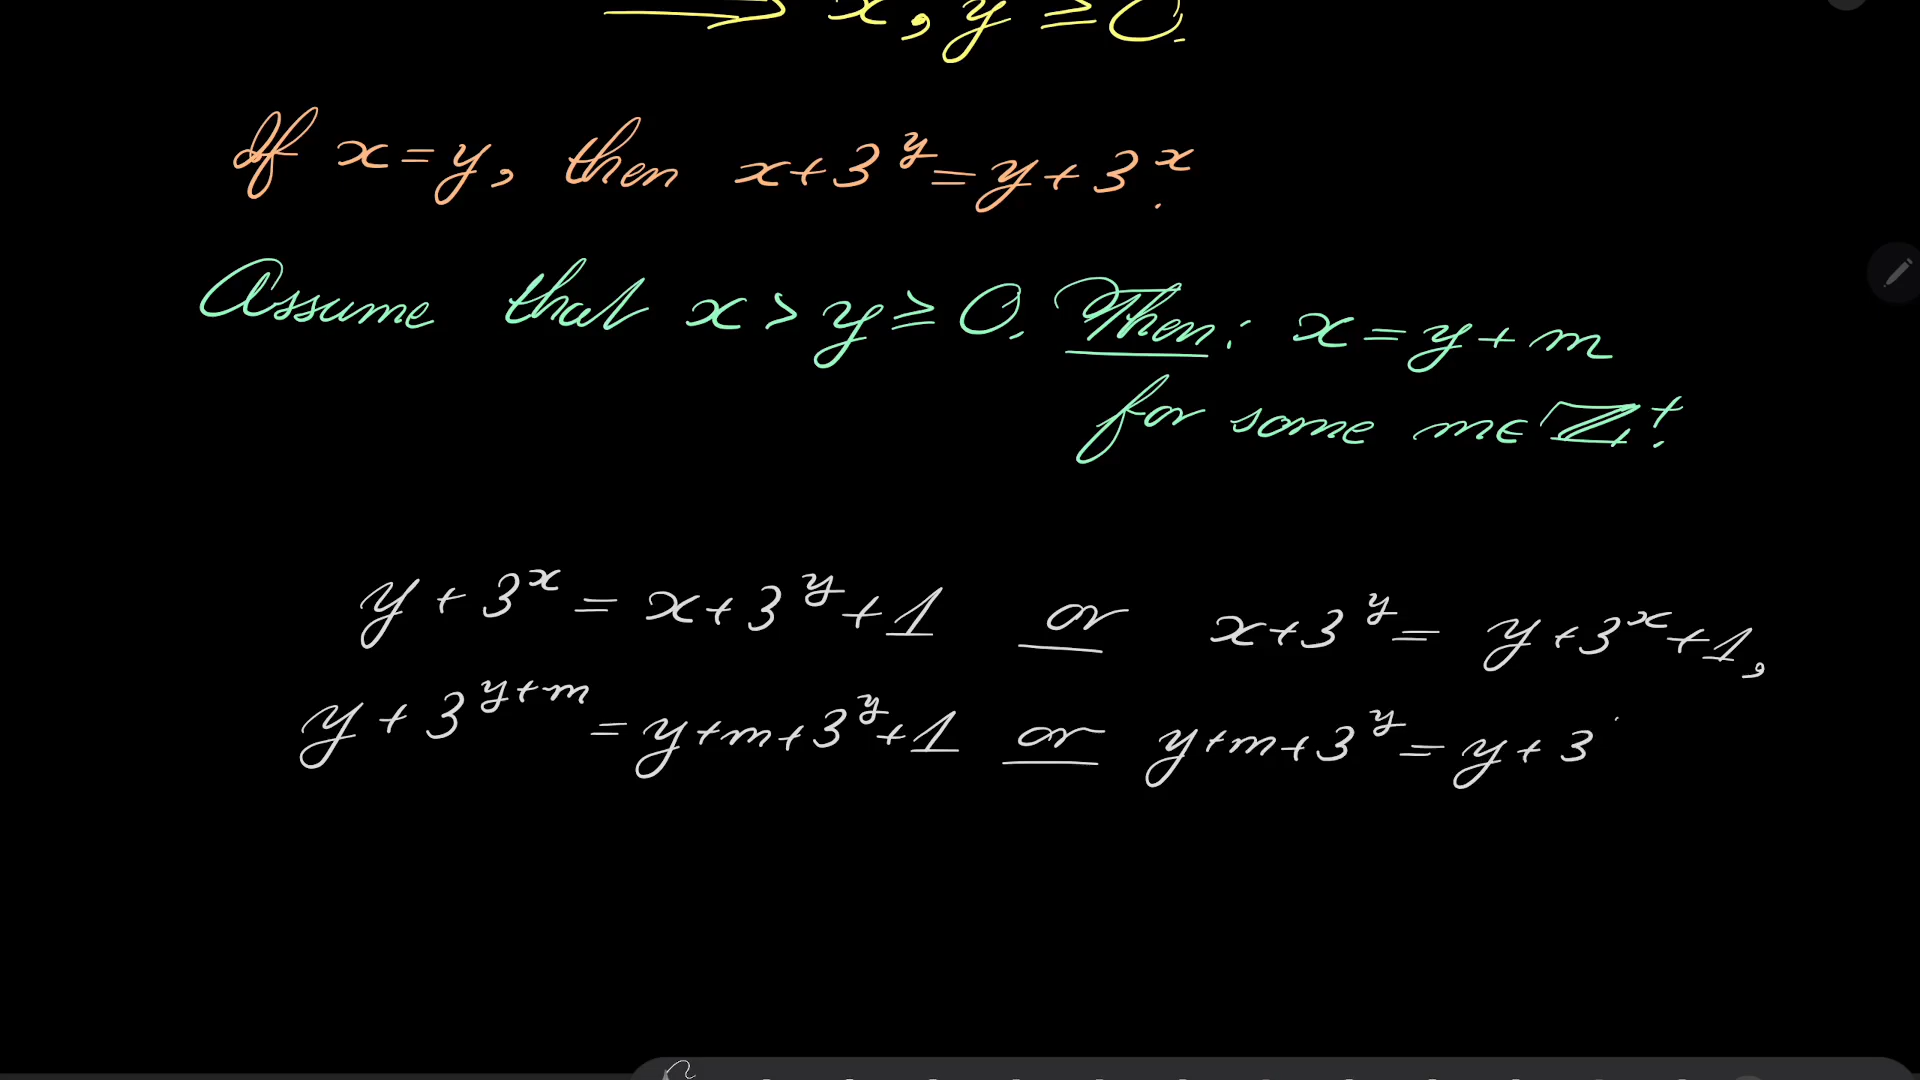 ⟹ x, y ≥ 0.
If x = y, then x + 3^y = y + 3^x.
Assume that x > y ≥ 0. Then: x = y + m
for some m ∈ ℤ⁺.
y + 3^x = x + 3^y + 1 or x + 3^y = y + 3^x + 1,
y + 3^{y+m} = y + m + 3^y + 1 or y + m + 3^y = y + 3